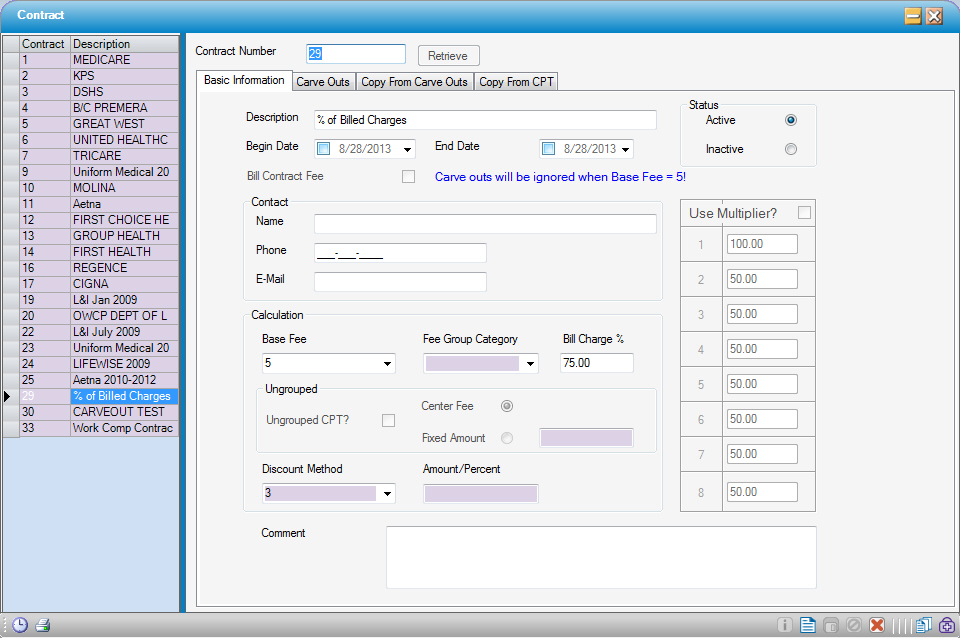 Contract
Contract Description
1 MEDICARE
2 KPS
3 DSHS
4 B/C PREMERA
5 GREAT WEST
6 UNITED HEALTHC
7 TRICARE
9 Uniform Medical 20
10 MOLINA
11 Aetna
12 FIRST CHOICE HE
13 GROUP HEALTH
14 FIRST HEALTH
16 REGENCE
17 CIGNA
19 L&I Jan 2009
20 OWCP DEPT OF L
22 L&I July 2009
23 Uniform Medical 20
24 LIFEWISE 2009
25 Aetna 2010-2012
29 % of Billed Charges
30 CARVEOUT TEST
33 Work Comp Contrac
Contract Number 29 Retrieve
Basic Information Carve Outs Copy From Carve Outs Copy From CPT
Description % of Billed Charges
Begin Date 8/28/2013 End Date 8/28/2013
Bill Contract Fee Carve outs will be ignored when Base Fee = 5!
Status
Active
Inactive
Contact
Name
Phone ___-___-____
E-Mail
Calculation
Base Fee Fee Group Category Bill Charge %
5 75.00
Ungrouped
Ungrouped CPT? Center Fee
Fixed Amount
Discount Method Amount/Percent
3
Use Multiplier?
1 100.00
2 50.00
3 50.00
4 50.00
5 50.00
6 50.00
7 50.00
8 50.00
Comment